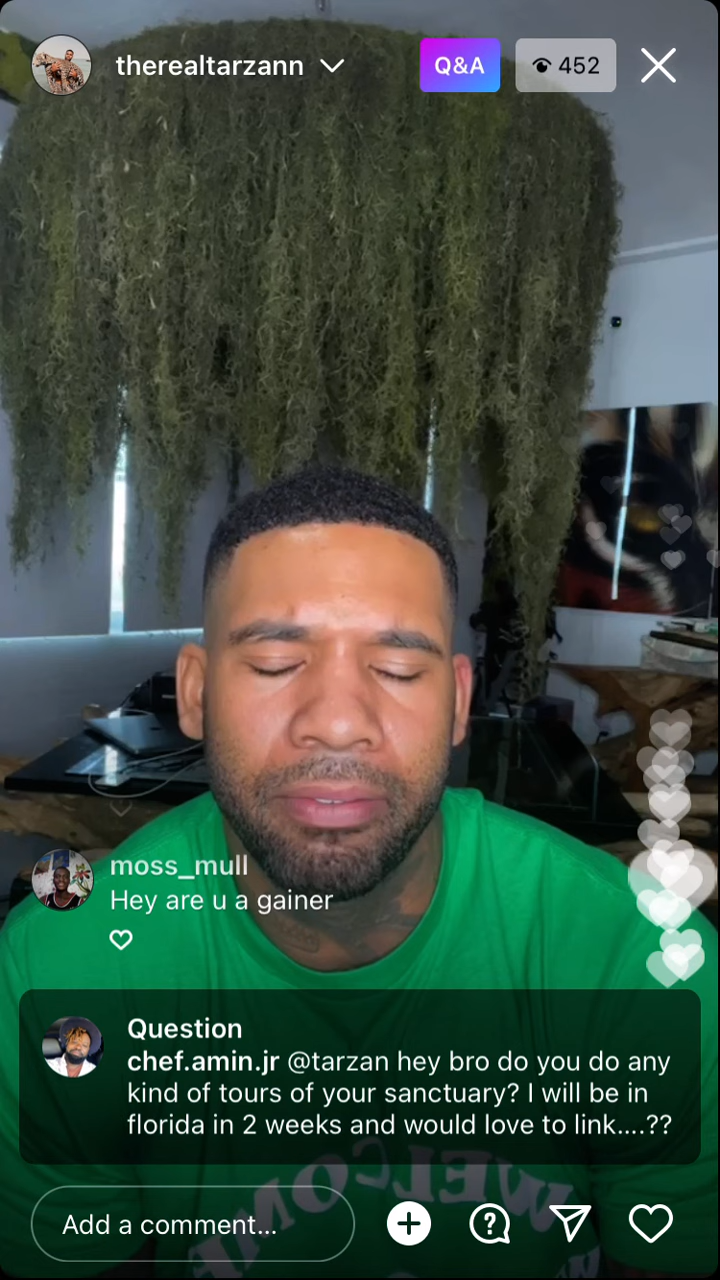 therealtarzann
Q&A
452
moss_mull
Hey are u a gainer
Question
chef.amin.jr @tarzan hey bro do you do any
kind of tours of your sanctuary? I will be in
florida in 2 weeks and would love to link....??
WELCOME
Add a comment...